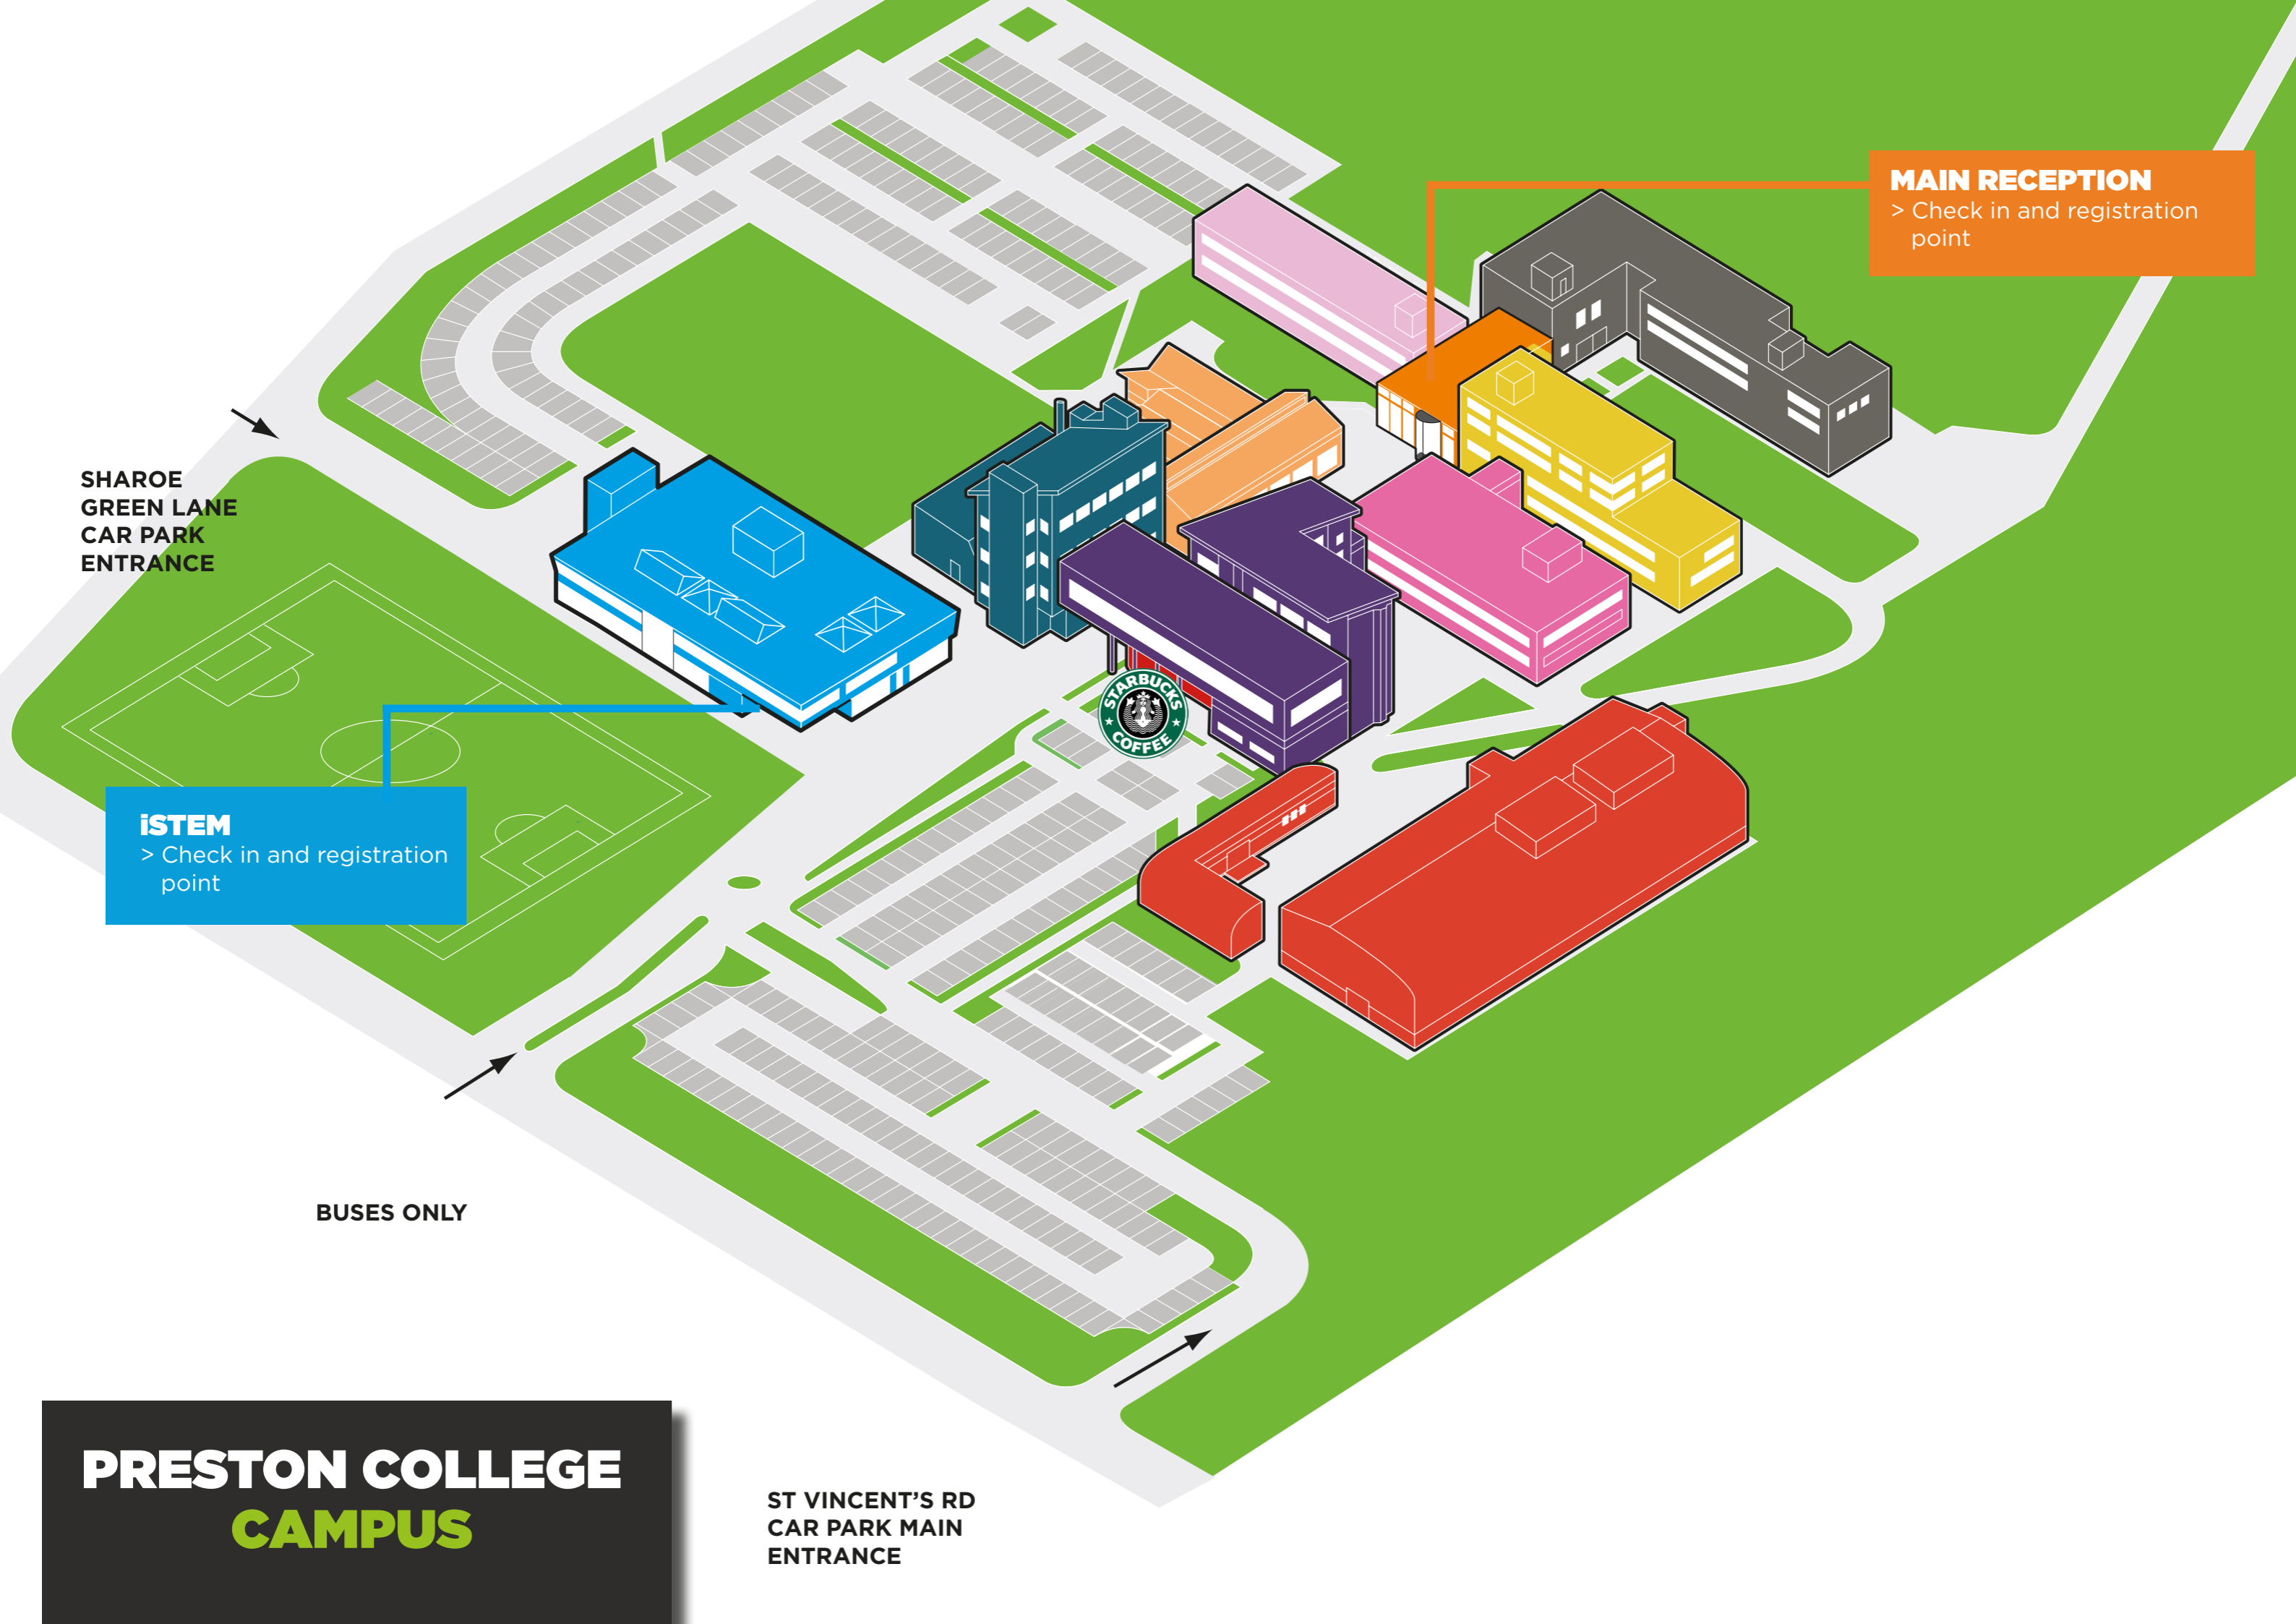 MAIN RECEPTION
> Check in and registration
point
SHAROE
GREEN LANE
CAR PARK
ENTRANCE
STARBUCKS
COFFEE
iSTEM
> Check in and registration
point
BUSES ONLY
PRESTON COLLEGE
CAMPUS
ST VINCENT'S RD
CAR PARK MAIN
ENTRANCE